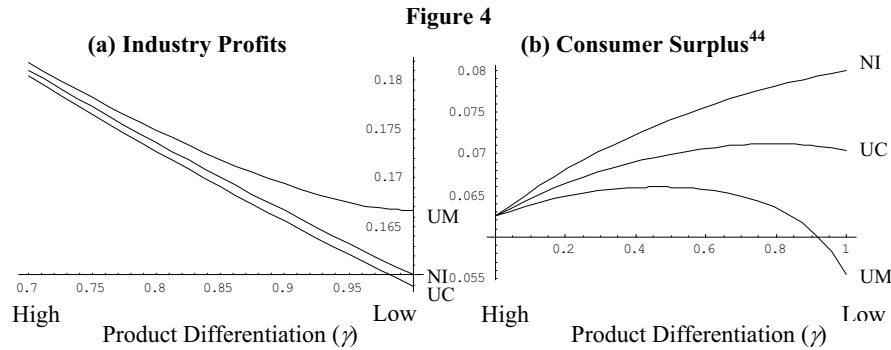 Figure 4
(a) Industry Profits
(b) Consumer Surplus44
0.18
0.175
0.17
0.165
UM
NI
UC
0.7 0.75 0.8 0.85 0.9 0.95
High
Low
Product Differentiation (γ)
0.08
0.075
0.07
0.065
0.055
NI
UC
UM
0.2 0.4 0.6 0.8 1
High
Low
Product Differentiation (γ)